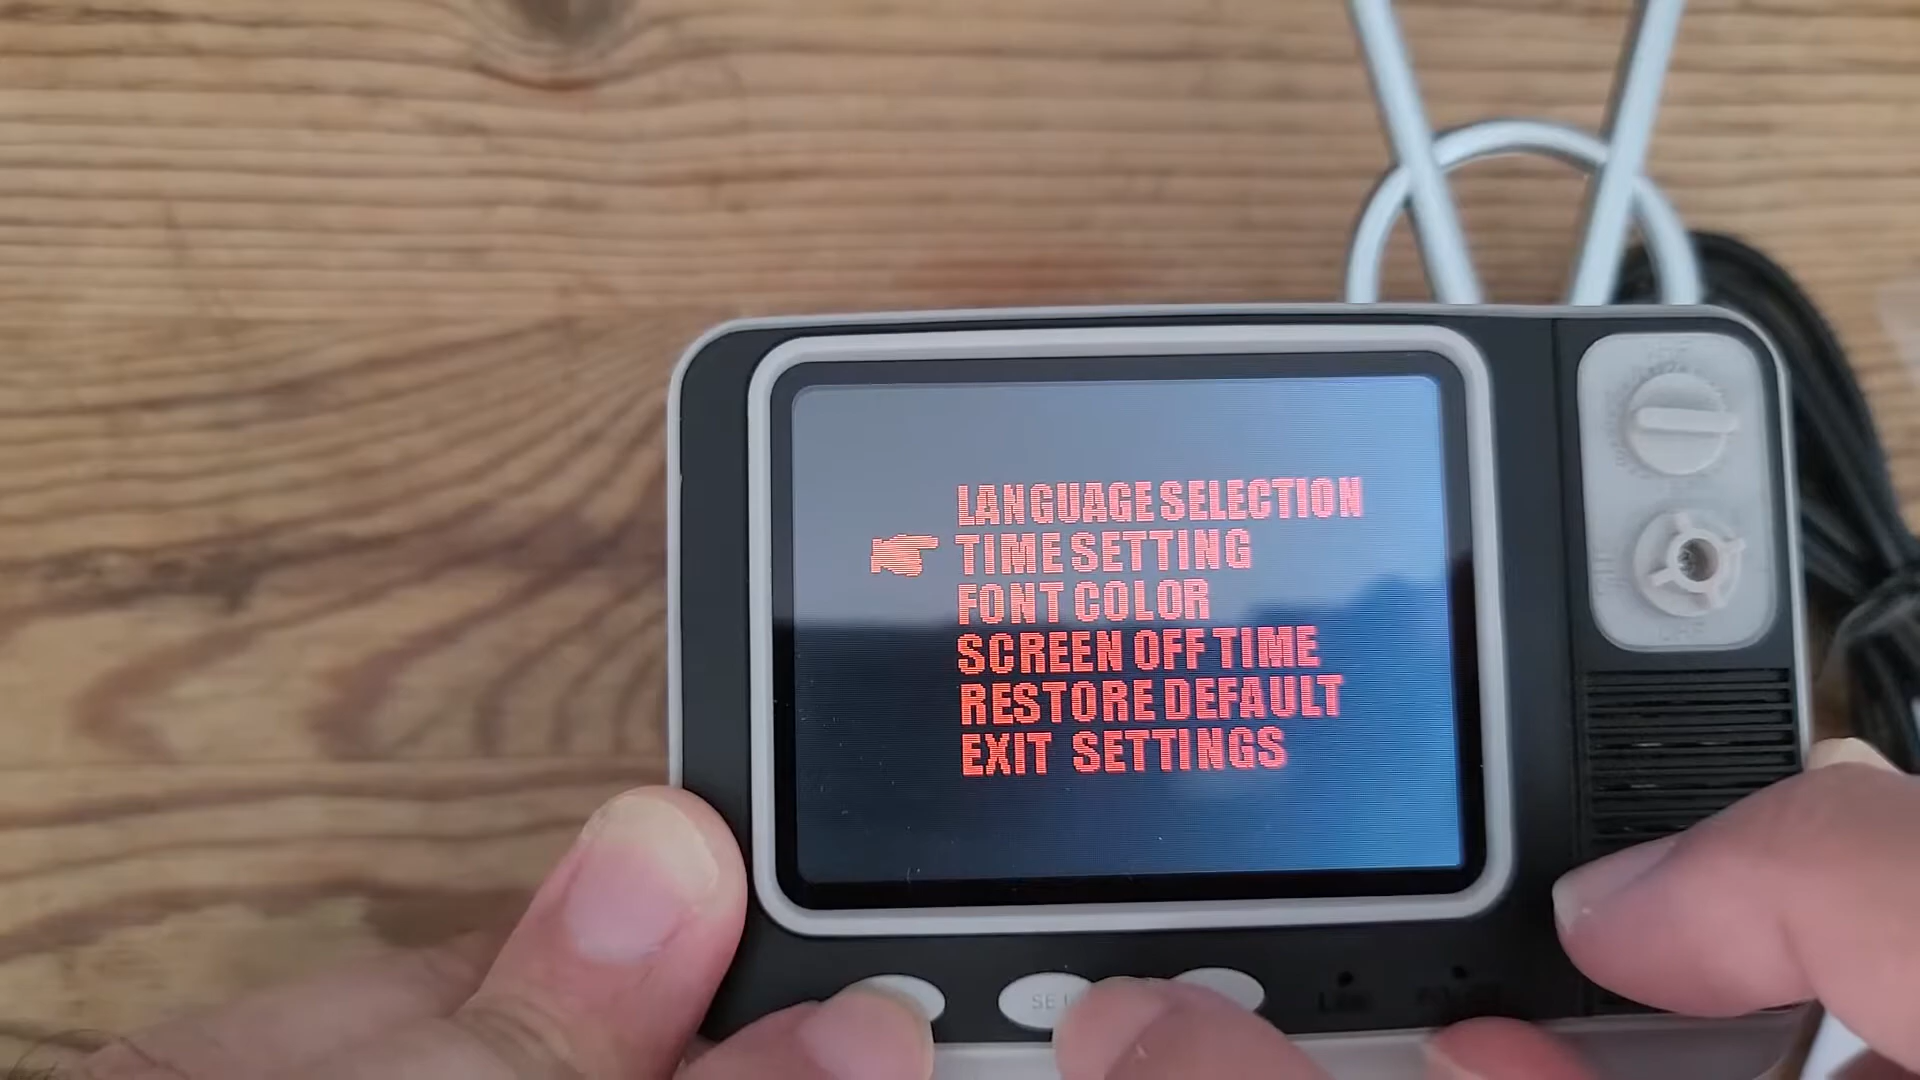 LANGUAGE SELECTION
TIME SETTING
FONT COLOR
SCREEN OFF TIME
RESTORE DEFAULT
EXIT SETTINGS